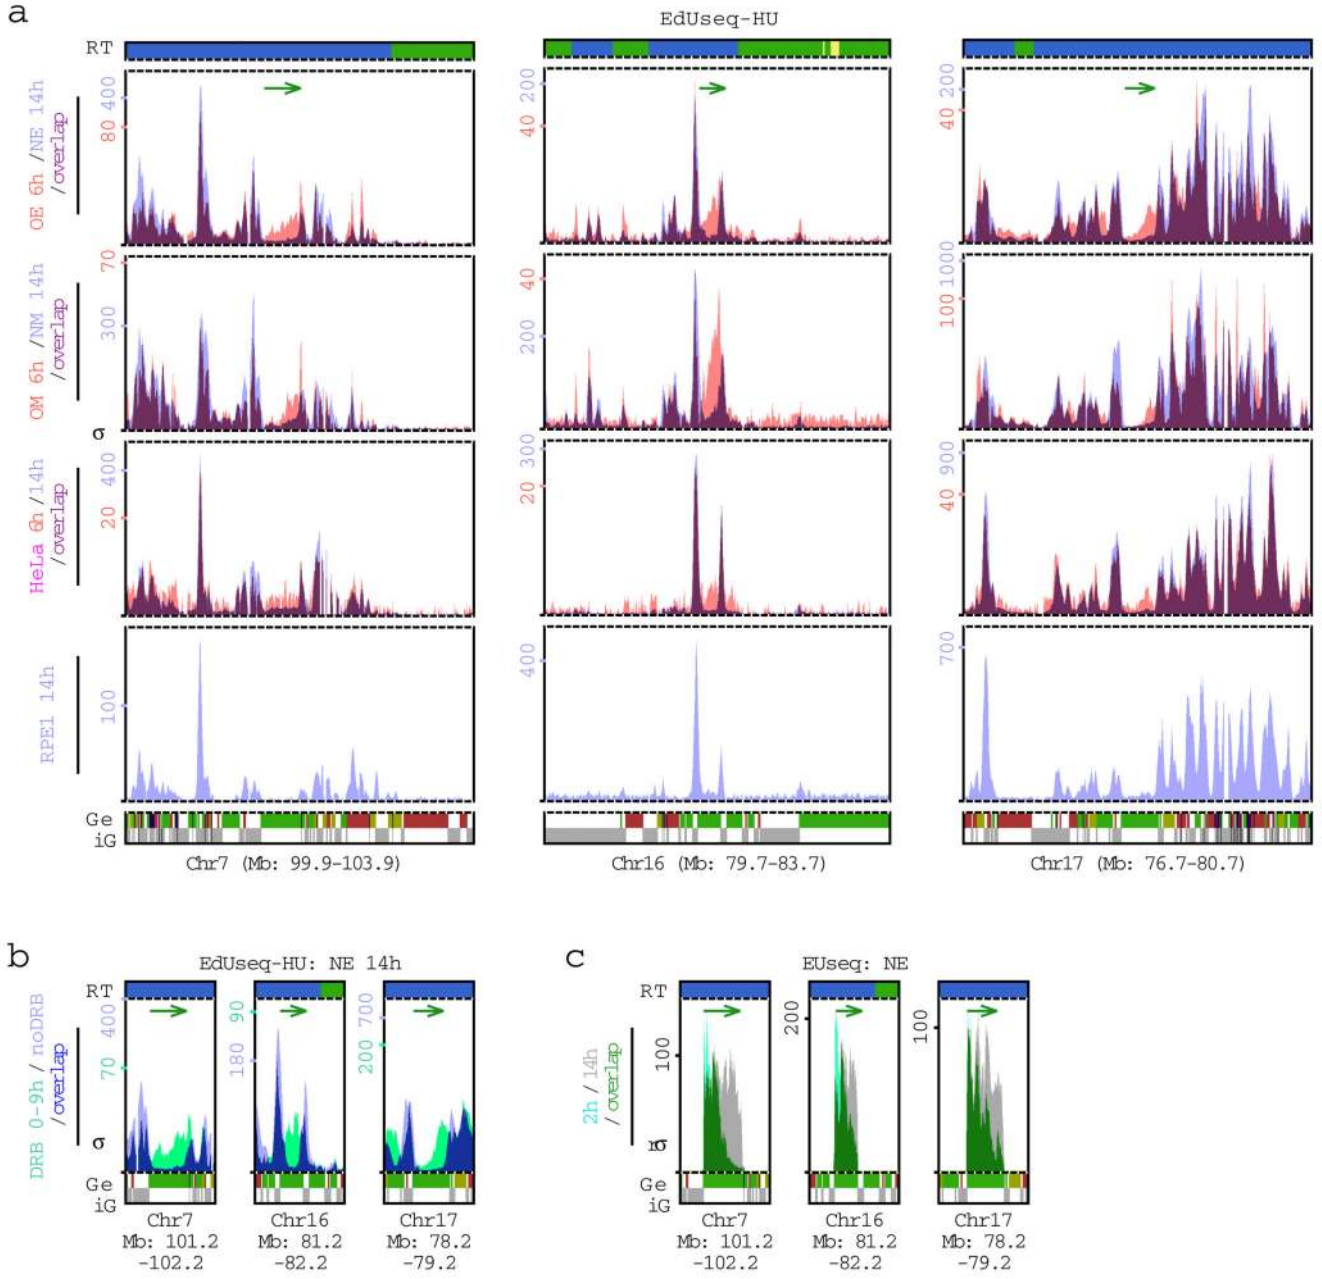 a
EdUseq-HU
RT
OE 6h /NE 14h
/overlap
400
80
200
40
200
40
OM 6h /NM 14h
/overlap
70
300
40
200
1000
100
σ
HeLa 6h /14h
/overlap
400
20
300
20
900
40
RPE1 14h
100
400
700
Ge
iG
Chr7 (Mb: 99.9-103.9)
Chr16 (Mb: 79.7-83.7)
Chr17 (Mb: 76.7-80.7)
b
EdUseq-HU: NE 14h
RT
DRB 0-9h / noDRB
/overlap
400
70
90
180
700
200
σ
Ge
iG
Chr7
Mb: 101.2
-102.2
Chr16
Mb: 81.2
-82.2
Chr17
Mb: 78.2
-79.2
c
EUseq: NE
RT
2h / 14h
/ overlap
100
200
100
Ge
iG
Chr7
Mb: 101.2
-102.2
Chr16
Mb: 81.2
-82.2
Chr17
Mb: 78.2
-79.2